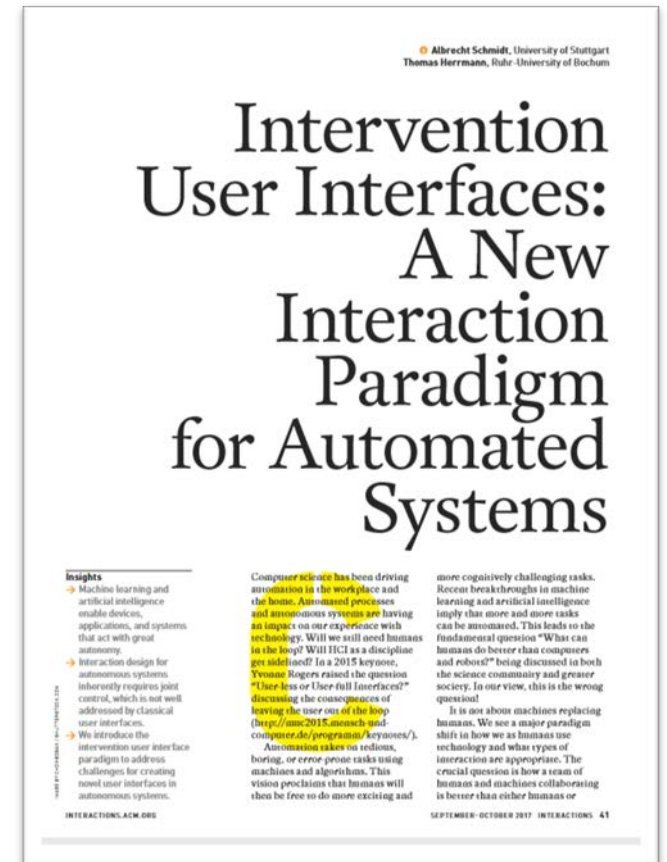 Albrecht Schmidt, University of Stuttgart
Thomas Herrmann, Ruhr-University of Bochum
Intervention
User Interfaces:
A New
Interaction
Paradigm
for Automated
Systems
Insights
→ Machine learning and
artificial intelligence
enable devices,
applications, and systems
that act with great
autonomy.
→ Interaction design for
autonomous systems
inherently requires joint
control, which is not well
addressed by classical
user interfaces.
→ We introduce the
intervention user interface
paradigm to address
challenges for creating
novel user interfaces in
autonomous systems.
Computer science has been driving
automation in the workplace and
the home. Automated processes
and autonomous systems are having
an impact on our experience with
technology. Will we still need humans
in the loop? Will HCI as a discipline
get sidelined? In a 2015 keynote,
Yvonne Rogers raised the question
"User-less or User-full Interfaces?"
discussing the consequences of
leaving the user out of the loop
(http://muc2015.mensch-und-
computer.de/programm/keynotes/).
Automation takes on tedious,
boring, or error-prone tasks using
machines and algorithms. This
vision proclaims that humans will
then be free to do more exciting and
more cognitively challenging tasks.
Recent breakthroughs in machine
learning and artificial intelligence
imply that more and more tasks
can be automated. This leads to the
fundamental question "What can
humans do better than computers
and robots?" being discussed in both
the science community and greater
society. In our view, this is the wrong
question!
It is not about machines replacing
humans. We see a major paradigm
shift in how we as humans use
technology and what types of
interaction are appropriate. The
crucial question is how a team of
humans and machines collaborating
is better than either humans or
INTERACTIONS.ACM.ORG
SEPTEMBER–OCTOBER 2017 INTERACTIONS 41